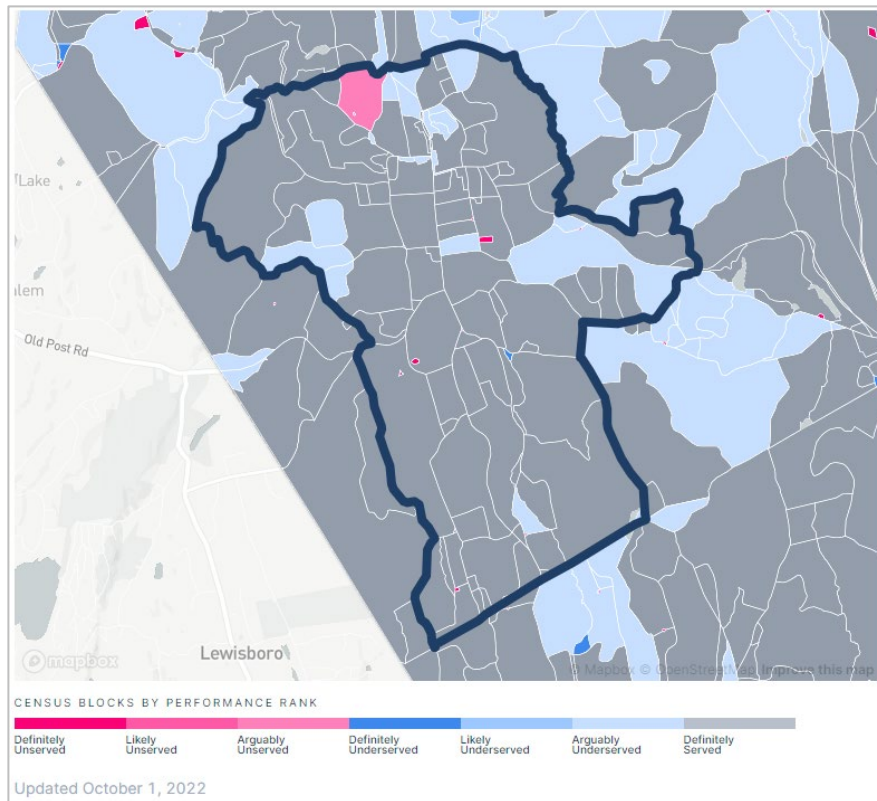 Lake
alem
Old Post Rd
Lewisboro
mapbox
© Mapbox © OpenStreetMap Improve this map
CENSUS BLOCKS BY PERFORMANCE RANK
Definitely
Unserved
Likely
Unserved
Arguably
Unserved
Definitely
Underserved
Likely
Underserved
Arguably
Underserved
Definitely
Served
Updated October 1, 2022